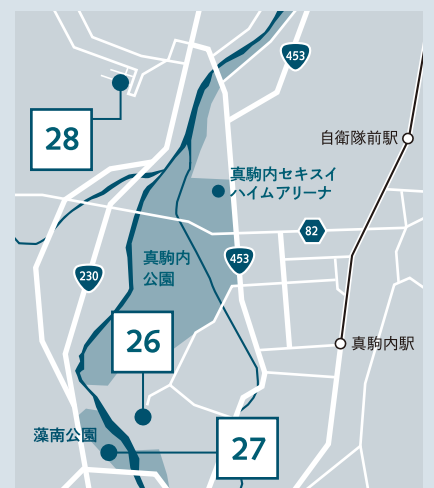 453
28
自衛隊前駅
真駒内セキスイ
ハイムアリーナ
82
真駒内
公園
453
230
26
真駒内駅
藻南公園
27